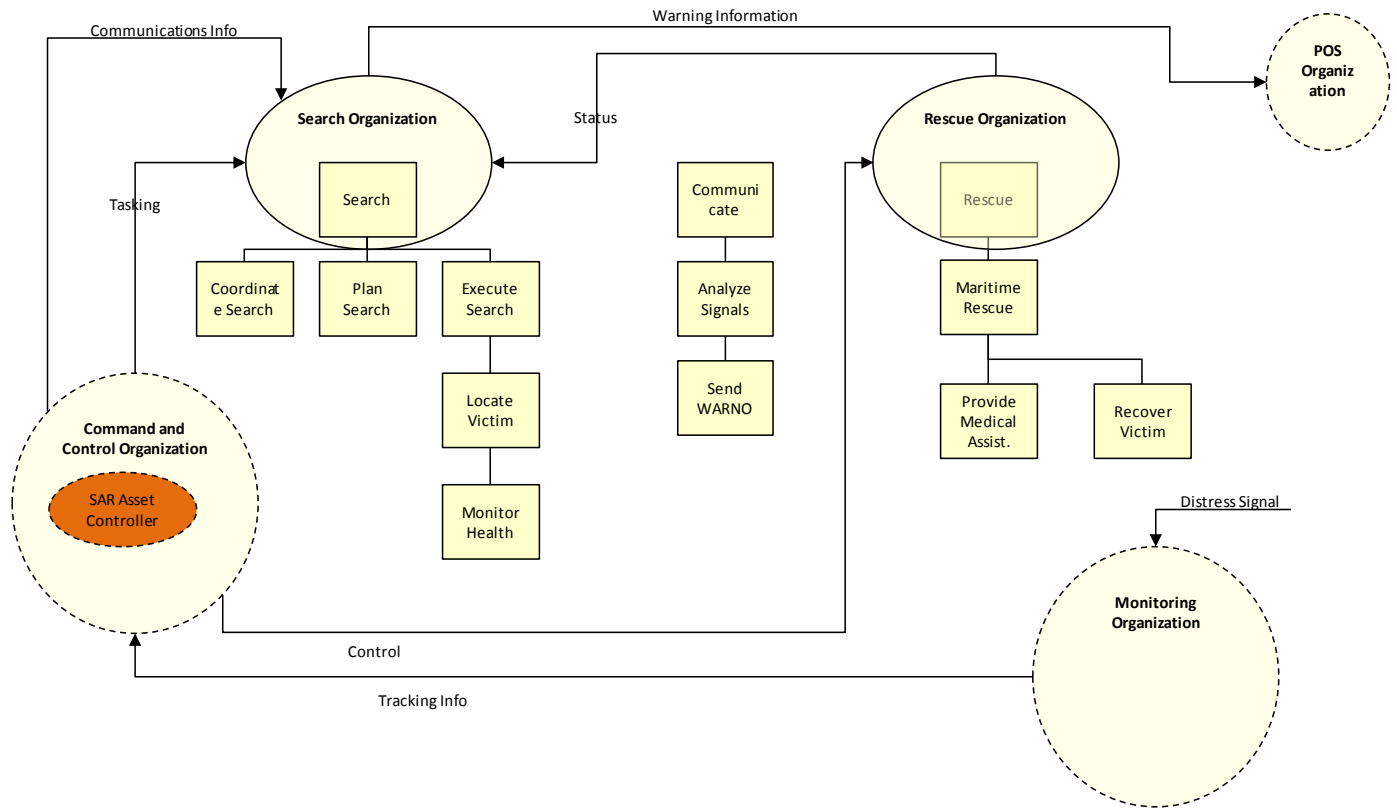 Warning Information
Communications Info
POS
Organiz
ation
Search Organization
Status
Rescue Organization
Search
Communi
cate
Rescue
Tasking
Coordinat
e Search
Plan
Search
Execute
Search
Analyze
Signals
Maritime
Rescue
Locate
Victim
Send
WARNO
Provide
Medical
Assist.
Recover
Victim
Command and
Control Organization
SAR Asset
Controller
Monitor
Health
Distress Signal
Monitoring
Organization
Control
Tracking Info